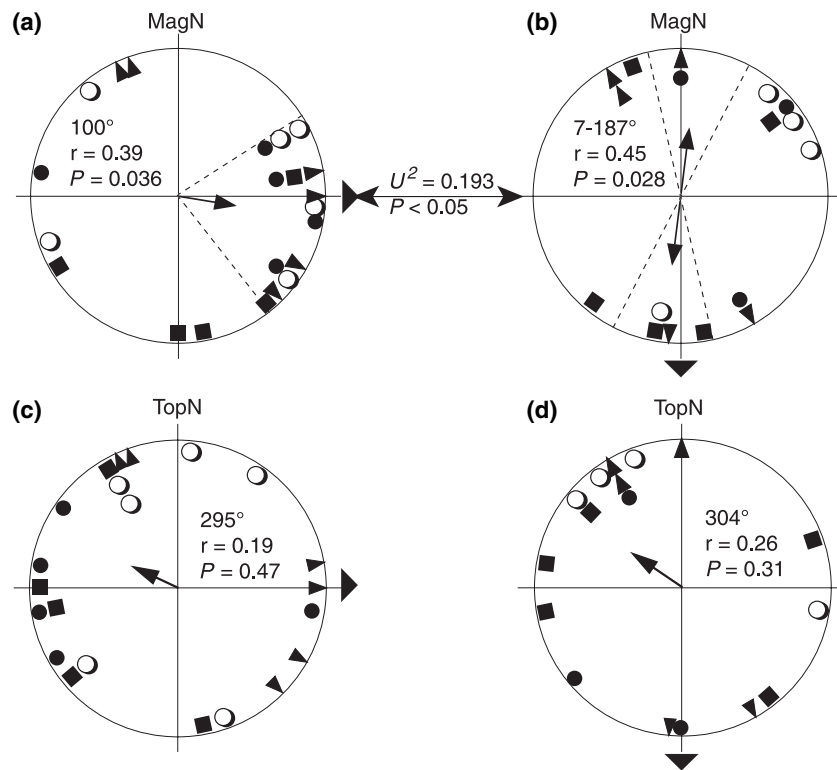 (a)
MagN
100°
r = 0.39
P = 0.036
U² = 0.193
P < 0.05
(b)
MagN
7-187°
r = 0.45
P = 0.028
(c)
TopN
295°
r = 0.19
P = 0.47
(d)
TopN
304°
r = 0.26
P = 0.31